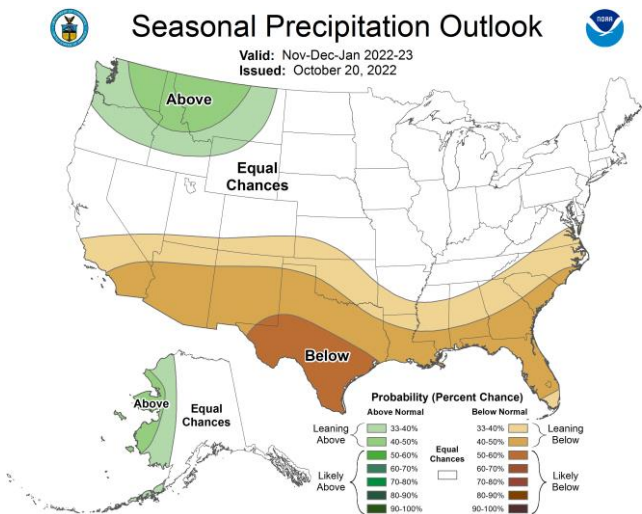 Seasonal Precipitation Outlook
Valid: Nov-Dec-Jan 2022-23
Issued: October 20, 2022
NOAA
Above
Equal
Chances
Below
Above
Equal
Chances
Probability (Percent Chance)
Above Normal
Below Normal
Leaning
Above
33-40%
40-50%
Likely
Above
50-60%
60-70%
70-80%
80-90%
90-100%
Equal
Chances
33-40%
40-50%
Leaning
Below
50-60%
60-70%
70-80%
80-90%
90-100%
Likely
Below